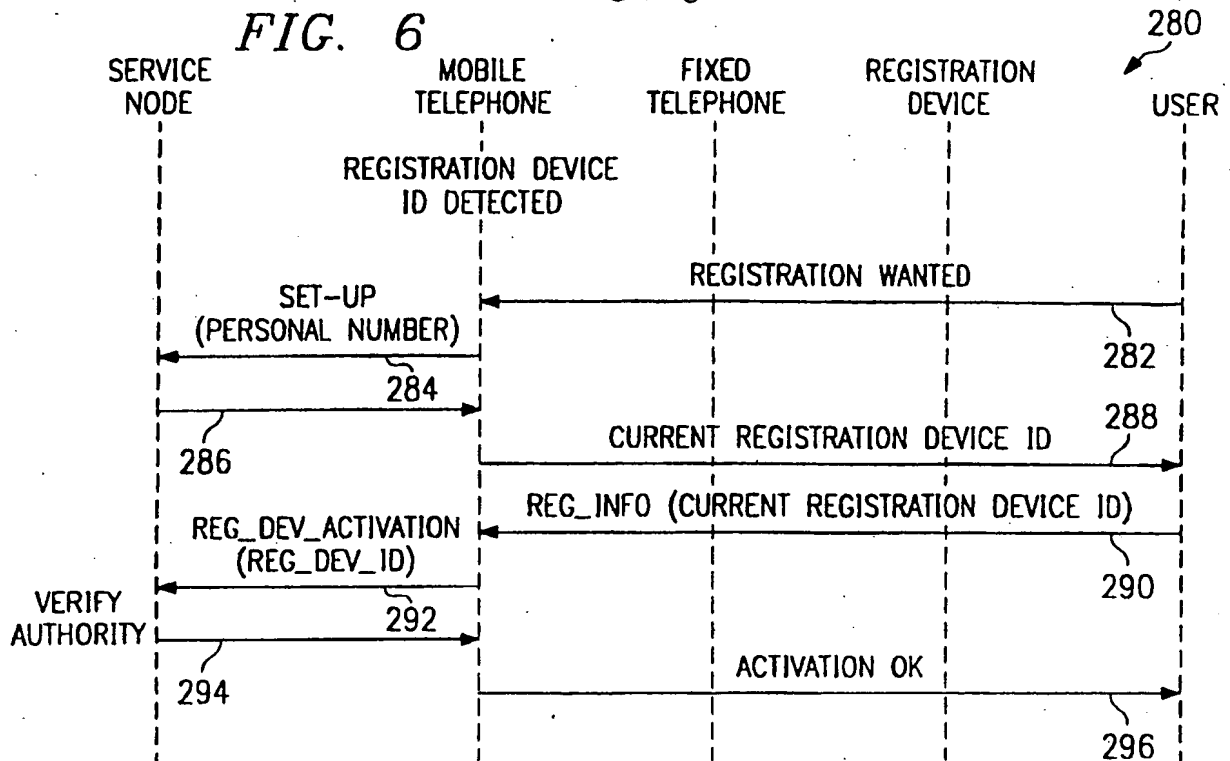 FIG. 6
280
SERVICE NODE
MOBILE TELEPHONE
FIXED TELEPHONE
REGISTRATION DEVICE
USER
REGISTRATION DEVICE
ID DETECTED
REGISTRATION WANTED
282
SET-UP
(PERSONAL NUMBER)
284
286
CURRENT REGISTRATION DEVICE ID
288
REG_INFO (CURRENT REGISTRATION DEVICE ID)
290
REG_DEV_ACTIVATION
(REG_DEV_ID)
292
VERIFY
AUTHORITY
294
ACTIVATION OK
296